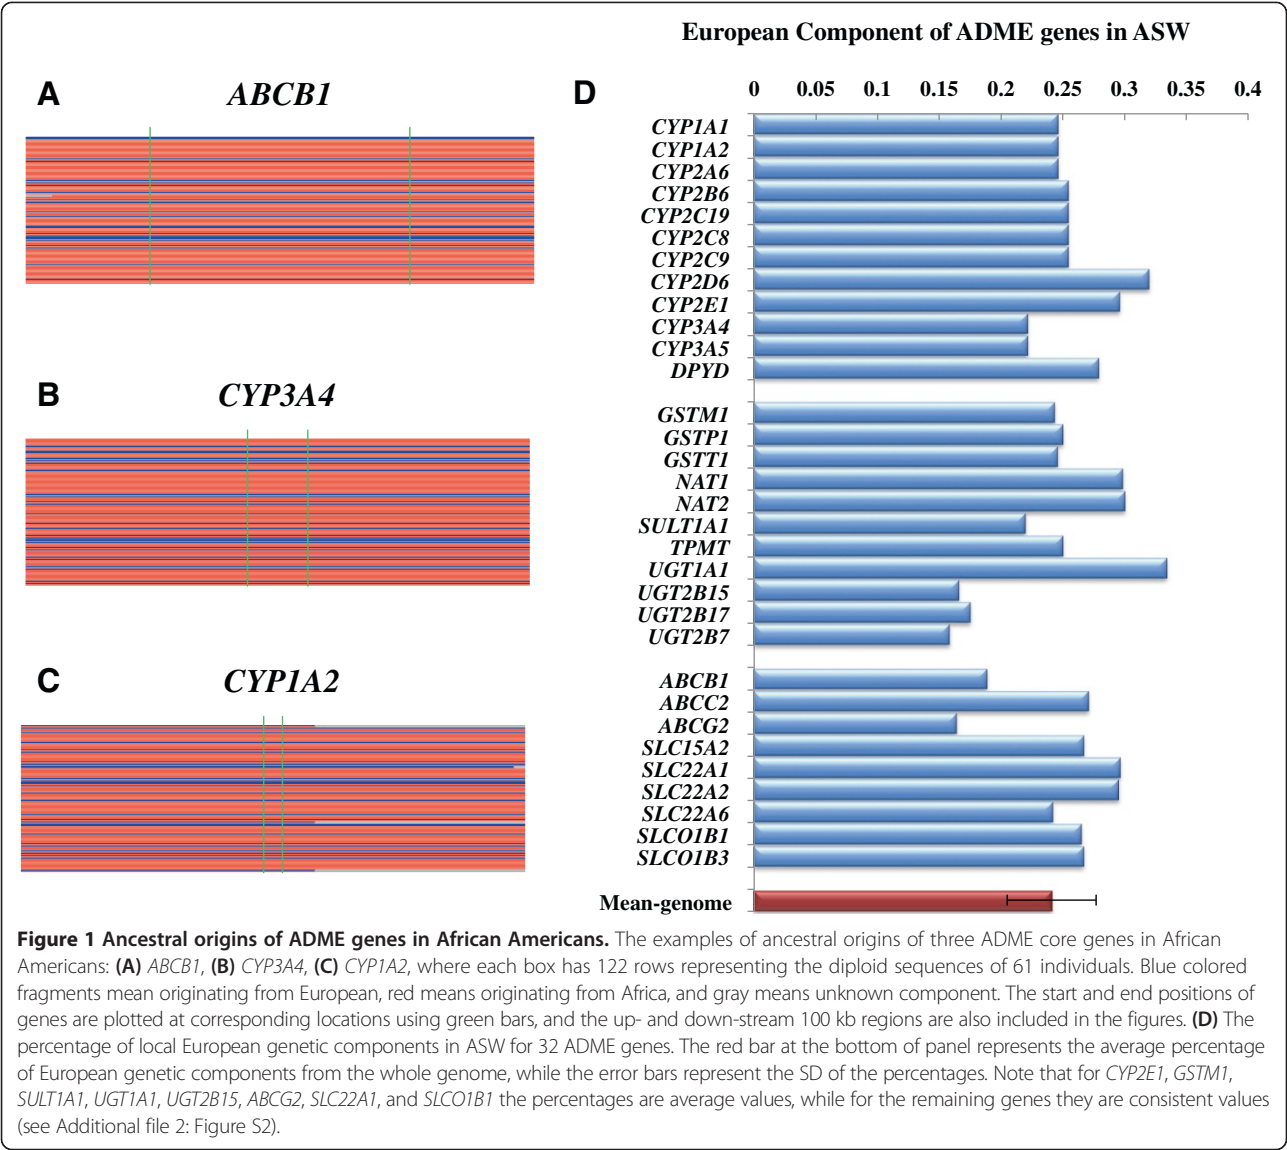 European Component of ADME genes in ASW
A
ABCB1
B
CYP3A4
C
CYP1A2
D
0 0.05 0.1 0.15 0.2 0.25 0.3 0.35 0.4
CYP1A1
CYP1A2
CYP2A6
CYP2B6
CYP2C19
CYP2C8
CYP2C9
CYP2D6
CYP2E1
CYP3A4
CYP3A5
DPYD
GSTM1
GSTP1
GSTT1
NAT1
NAT2
SULT1A1
TPMT
UGT1A1
UGT2B15
UGT2B17
UGT2B7
ABCB1
ABCC2
ABCG2
SLC15A2
SLC22A1
SLC22A2
SLC22A6
SLCO1B1
SLCO1B3
Mean-genome
Figure 1 Ancestral origins of ADME genes in African Americans. The examples of ancestral origins of three ADME core genes in African
Americans: (A) ABCB1, (B) CYP3A4, (C) CYP1A2, where each box has 122 rows representing the diploid sequences of 61 individuals. Blue colored
fragments mean originating from European, red means originating from Africa, and gray means unknown component. The start and end positions of
genes are plotted at corresponding locations using green bars, and the up- and down-stream 100 kb regions are also included in the figures. (D) The
percentage of local European genetic components in ASW for 32 ADME genes. The red bar at the bottom of panel represents the average percentage
of European genetic components from the whole genome, while the error bars represent the SD of the percentages. Note that for CYP2E1, GSTM1,
SULT1A1, UGT1A1, UGT2B15, ABCG2, SLC22A1, and SLCO1B1 the percentages are average values, while for the remaining genes they are consistent values
(see Additional file 2: Figure S2).